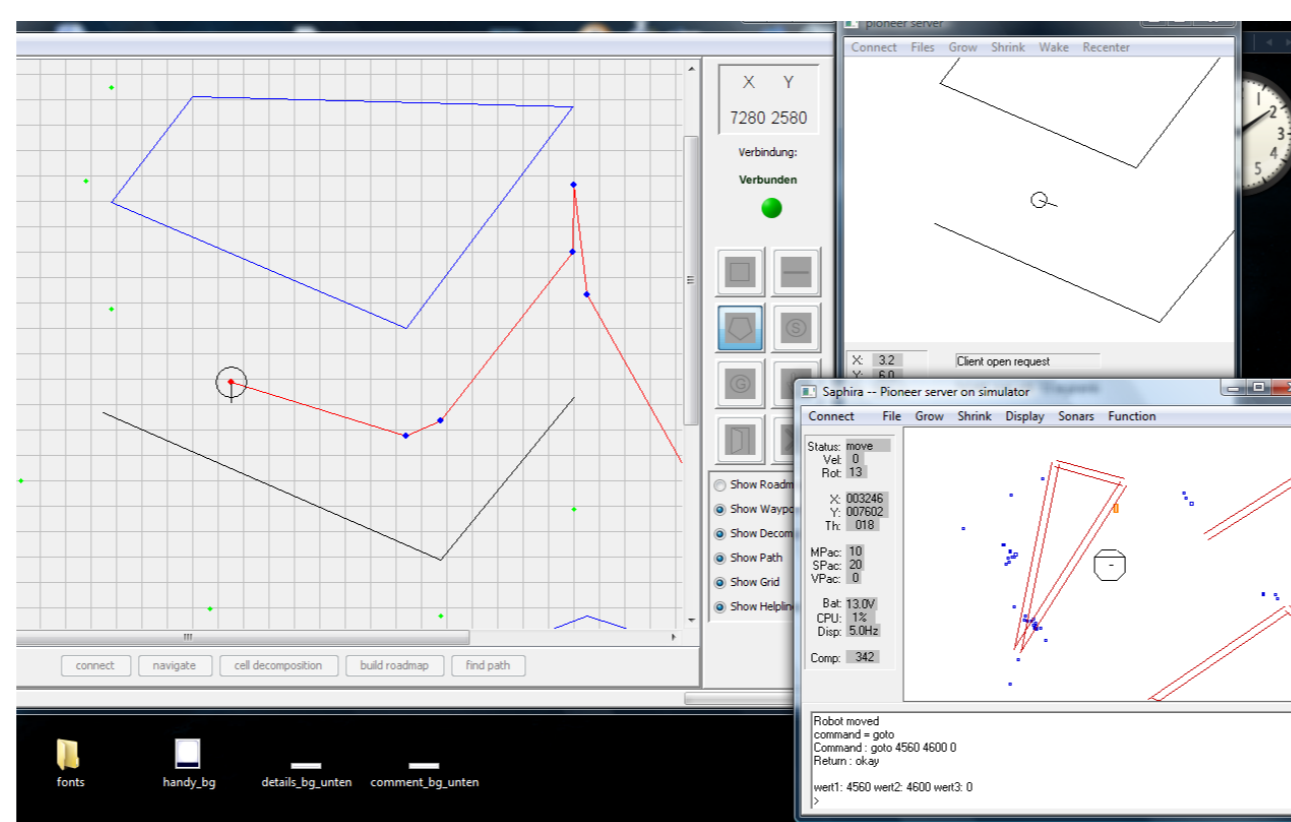 X Y
7280 2580
Verbindung:
Verbunden
S
G
Show Roadm
Show Waypo
Show Decom
Show Path
Show Grid
Show Helpline
connect navigate cell decomposition build roadmap find path
pioneer server
Connect Files Grow Shrink Wake Recenter
X: 3.2 Client open request
Y: 6.0
1
2
3
4
5
Saphira -- Pioneer server on simulator
Connect File Grow Shrink Display Sonars Function
Status: move
Vel: 0
Rot: 13
X: 003246
Y: 007602
Th: 018
MPac: 10
SPac: 20
VPac: 0
Bat: 13.0V
CPU: 1%
Disp: 5.0Hz
Comp: 342
Robot moved
command = goto
Command : goto 4560 4600 0
Return : okay
wert1: 4560 wert2: 4600 wert3: 0
>
fonts handy_bg details_bg_unten comment_bg_unten